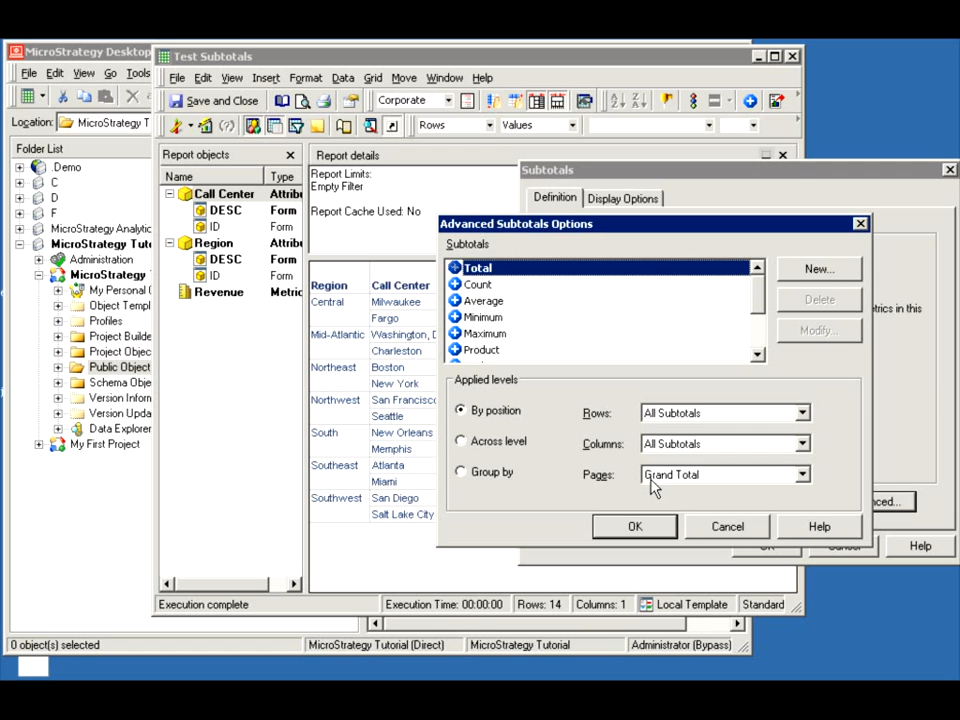 MicroStrategy Desktop
File Edit View Go Tools
Location: MicroStrategy T
Folder List
.Demo
C
D
F
MicroStrategy Analytic
MicroStrategy Tuto
Administration
MicroStrategy
My Personal (
Object Templ
Profiles
Project Builde
Project Objec
Public Object
Schema Obje
Version Inforn
Version Upda
Data Explorer
My First Project
0 object(s) selected
MicroStrategy Tutorial (Direct)
MicroStrategy Tutorial
Administrator (Bypass)
Test Subtotals
File Edit View Insert Format Data Grid Move Window Help
Save and Close
Corporate
Rows
Values
Report objects
Name Type
Call Center Attribu
DESC Form
ID Form
Region Attribu
DESC Form
ID Form
Revenue Metric
Report details
Report Limits:
Empty Filter
Report Cache Used: No
Region Call Center
Central Milwaukee
Fargo
Mid-Atlantic Washington, D
Charleston
Northeast Boston
New York
Northwest San Francisc
Seattle
South New Orleans
Memphis
Southeast Atlanta
Miami
Southwest San Diego
Salt Lake City
Execution complete
Execution Time: 00:00:00
Rows: 14
Columns: 1
Local Template
Standard
Subtotals
Definition
Display Options
etrics in this
nced...
Help
Advanced Subtotals Options
Subtotals
Total
Count
Average
Minimum
Maximum
Product
New...
Delete
Modify...
Applied levels
By position
Across level
Group by
Rows: All Subtotals
Columns: All Subtotals
Pages: Grand Total
OK
Cancel
Help